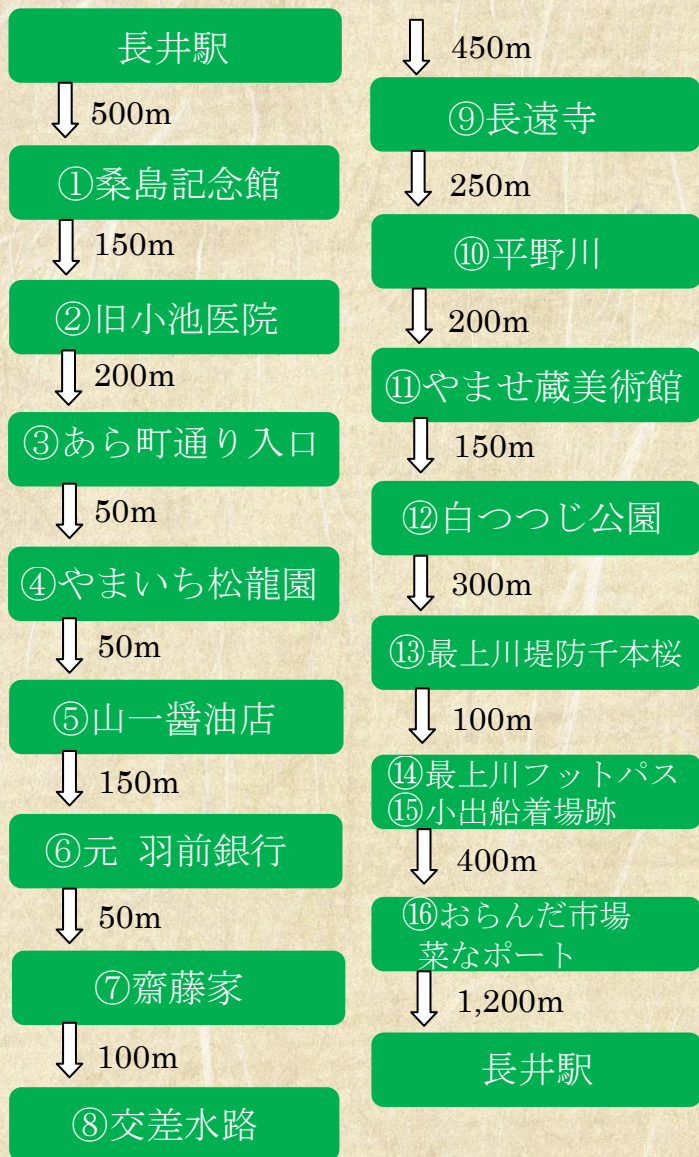 長井駅
500m
①桑島記念館
150m
②旧小池医院
200m
③あら町通り入口
50m
④やまいち松龍園
50m
⑤山一醤油店
150m
⑥元 羽前銀行
50m
⑦齋藤家
100m
⑧交差水路
450m
⑨長遠寺
250m
⑩平野川
200m
⑪やませ蔵美術館
150m
⑫白つつじ公園
300m
⑬最上川堤防千本桜
100m
⑭最上川フットパス
⑮小出船着場跡
400m
⑯おらんだ市場
菜なポート
1,200m
長井駅